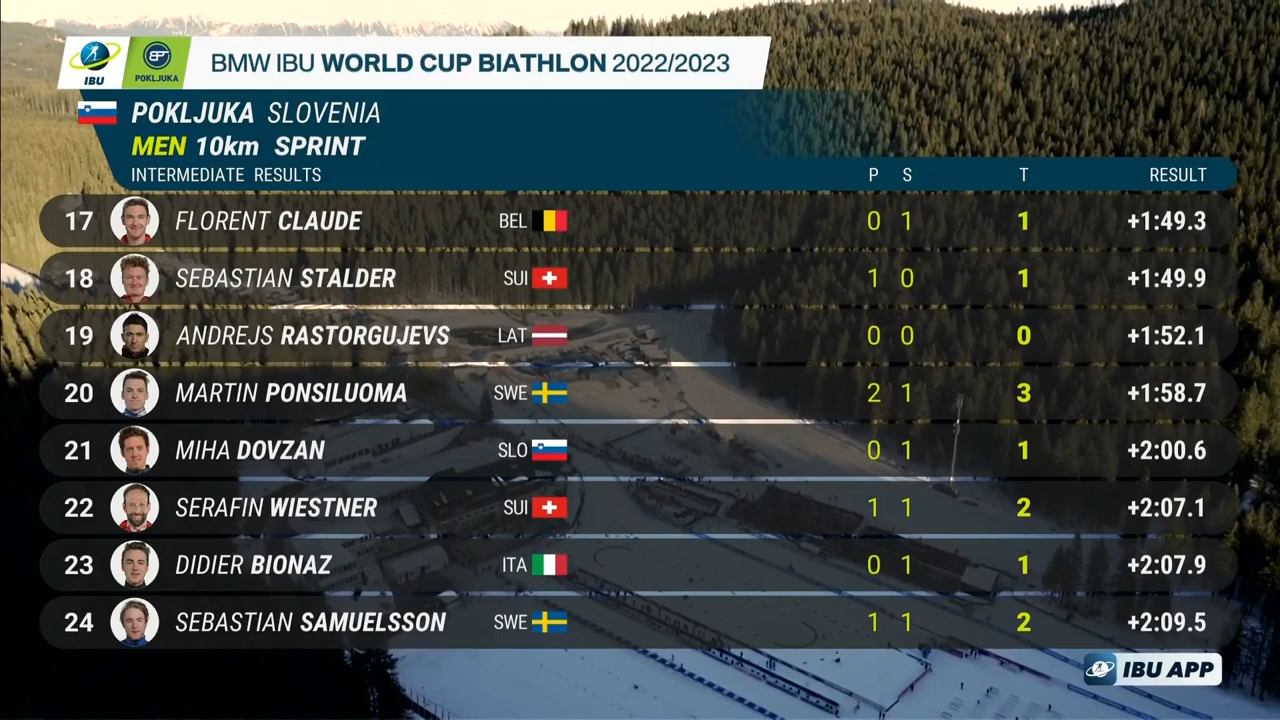 IBU
POKLJUKA
BMW IBU WORLD CUP BIATHLON 2022/2023
POKLJUKA SLOVENIA
MEN 10km SPRINT
INTERMEDIATE RESULTS P S T RESULT
17 FLORENT CLAUDE BEL 0 1 1 +1:49.3
18 SEBASTIAN STALDER SUI 1 0 1 +1:49.9
19 ANDREJS RASTORGUJEVS LAT 0 0 0 +1:52.1
20 MARTIN PONSILUOMA SWE 2 1 3 +1:58.7
21 MIHA DOVZAN SLO 0 1 1 +2:00.6
22 SERAFIN WIESTNER SUI 1 1 2 +2:07.1
23 DIDIER BIONAZ ITA 0 1 1 +2:07.9
24 SEBASTIAN SAMUELSSON SWE 1 1 2 +2:09.5
IBU APP